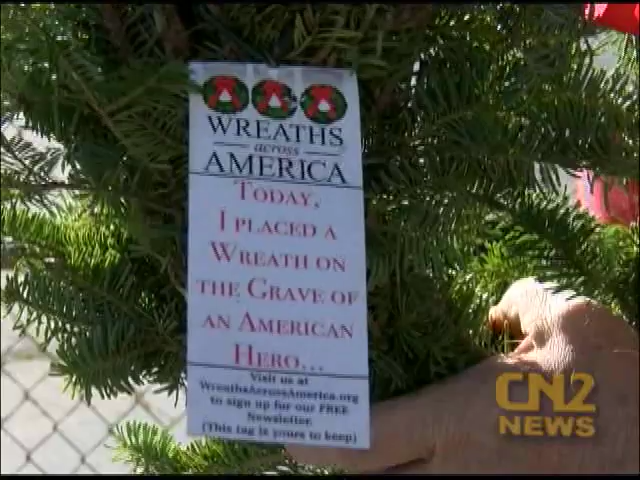 WREATHS
across
AMERICA
TODAY,
I PLACED A
WREATH ON
THE GRAVE OF
AN AMERICAN
HERO...
Visit us at
WreathsAcrossAmerica.org
to sign up for our FREE
Newsletter.
(This tag is yours to keep)
CN2
NEWS